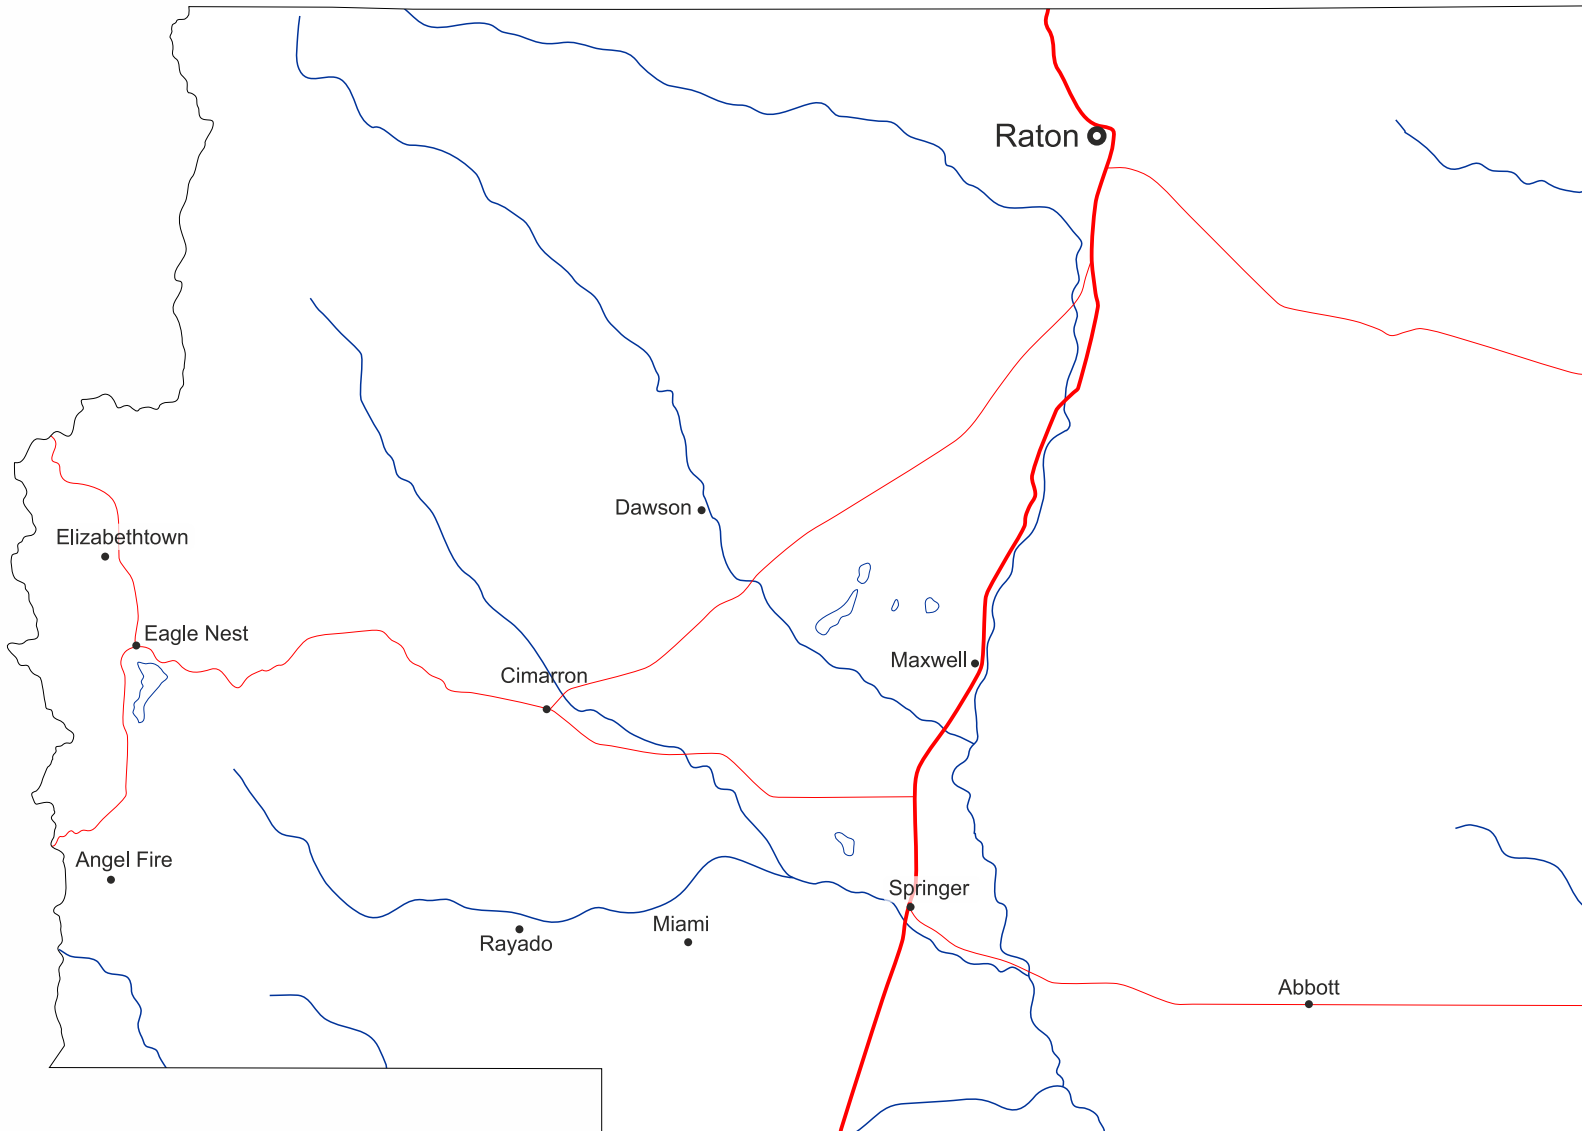 Raton
Dawson
Elizabethtown
Eagle Nest
Maxwell
Cimarron
Angel Fire
Springer
Miami
Rayado
Abbott